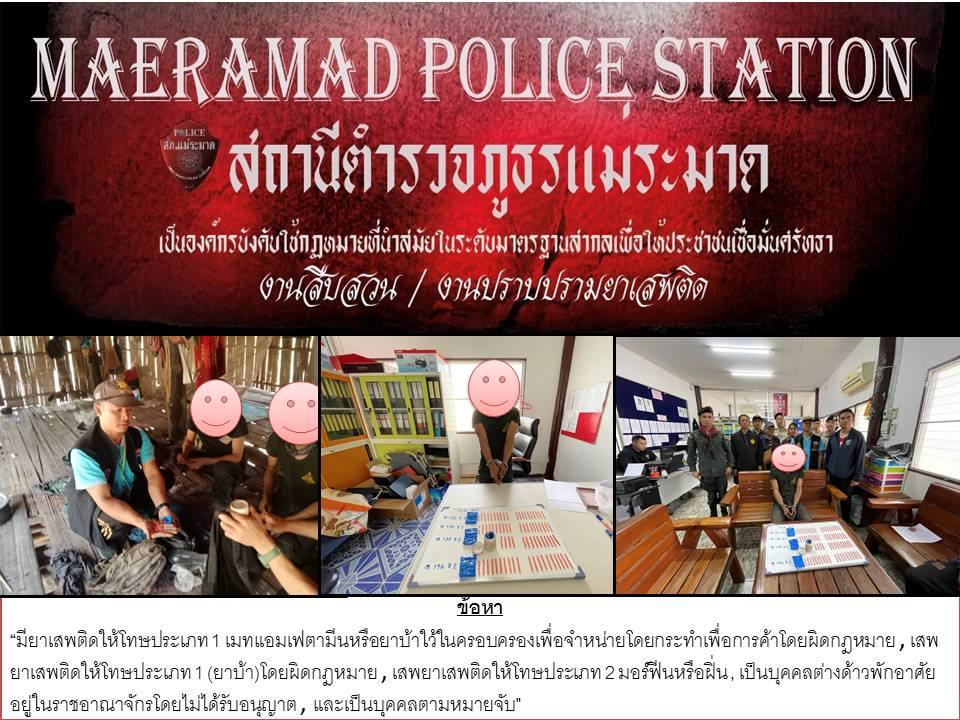 MAERAMAD POLICE STATION
POLICE
สภ.แม่ระมาด
สถานีตำรวจภูธรแม่ระมาด
เป็นองค์กรบังคับใช้กฎหมายที่นำสมัยในระดับมาตรฐานสากลเพื่อให้ประชาชนเชื่อมั่นศรัทธา
งานสืบสวน / งานปราบปรามยาเสพติด
ข้อหา
“มียาเสพติดให้โทษประเภท 1 เมทแอมเฟตามีนหรือยาบ้าไว้ในครอบครองเพื่อจำหน่ายโดยกระทำเพื่อการค้าโดยผิดกฎหมาย , เสพ
ยาเสพติดให้โทษประเภท 1 (ยาบ้า)โดยผิดกฎหมาย , เสพยาเสพติดให้โทษประเภท 2 มอร์ฟีนหรือฝิ่น, เป็นบุคคลต่างด้าวพักอาศัย
อยู่ในราชอาณาจักรโดยไม่ได้รับอนุญาต , และเป็นบุคคลตามหมายจับ"